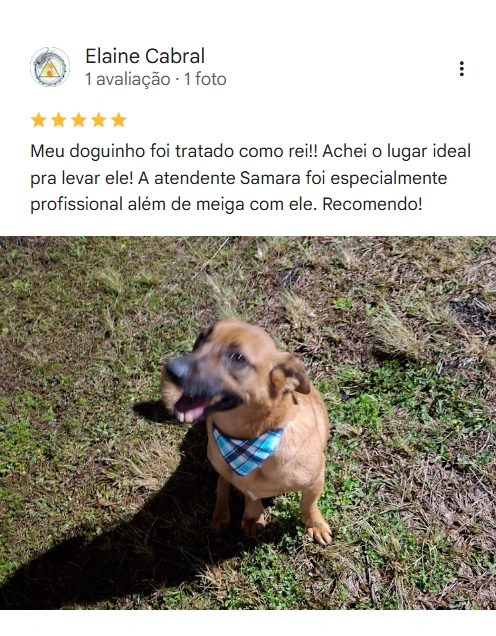 Elaine Cabral
1 avaliação · 1 foto
Meu doguinho foi tratado como rei!! Achei o lugar ideal
pra levar ele! A atendente Samara foi especialmente
profissional além de meiga com ele. Recomendo!